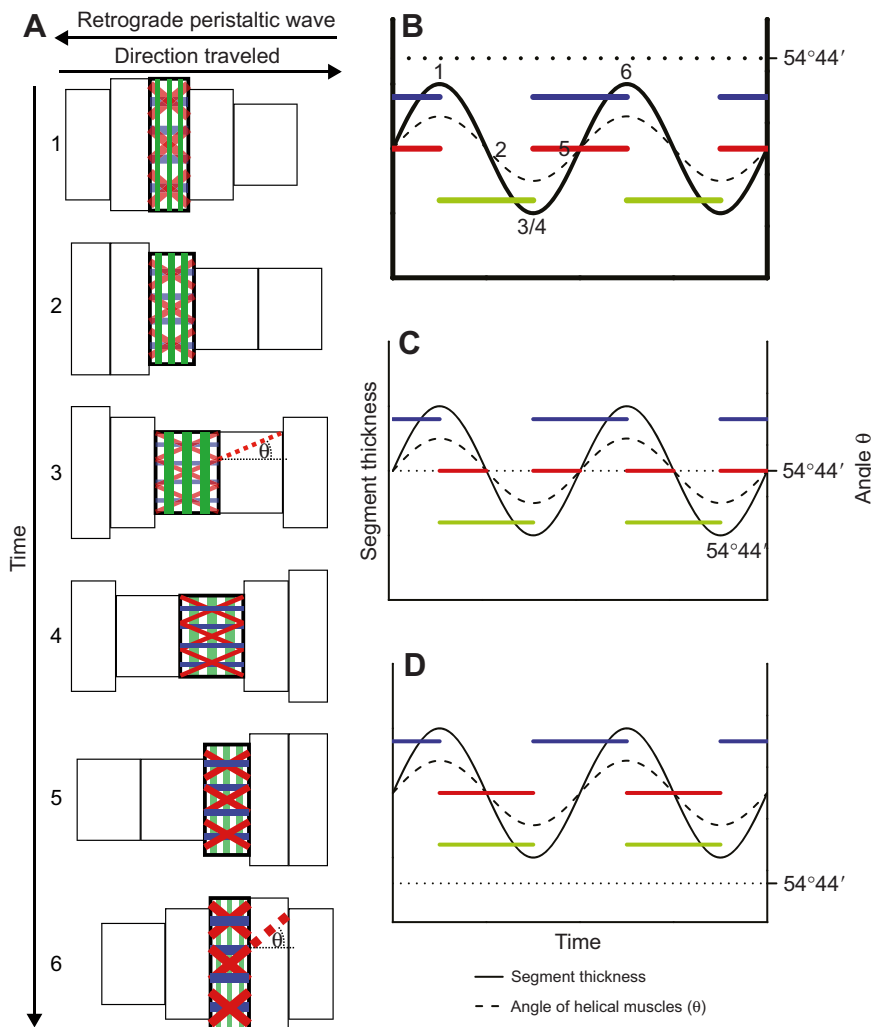 A
Retrograde peristaltic wave
Direction traveled
Time
1
2
3
θ
4
5
6
θ
B
1
6
2
5
3/4
54°44′
C
Segment thickness
54°44′
54°44′
Angle θ
D
54°44′
Time
Segment thickness
Angle of helical muscles (θ)